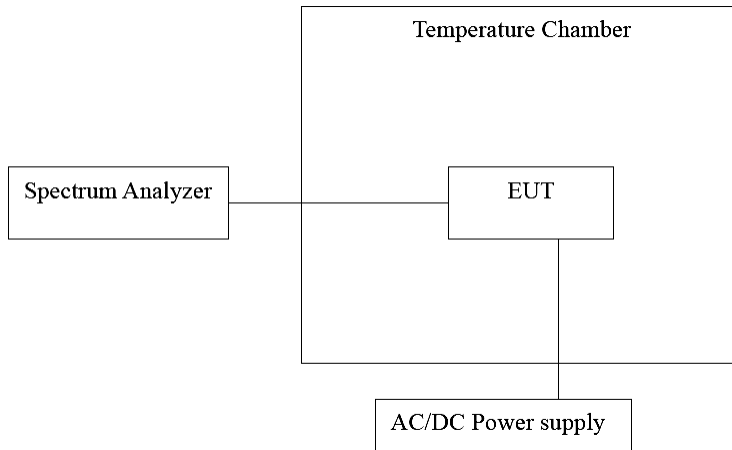 Temperature Chamber
Spectrum Analyzer
EUT
AC/DC Power supply